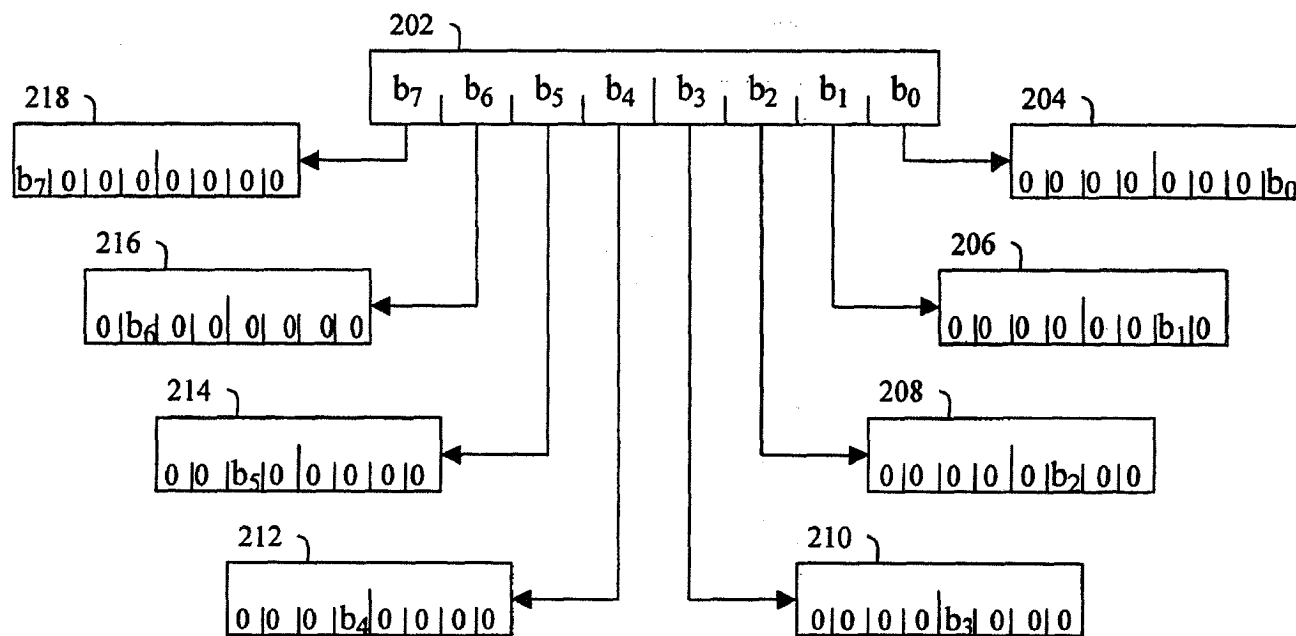 202
b7 b6 b5 b4 b3 b2 b1 b0
218
b7 0 0 0 0 0 0 0
204
0 0 0 0 0 0 0 b0
216
0 b6 0 0 0 0 0 0
206
0 0 0 0 0 0 b1 0
214
0 0 b5 0 0 0 0 0
208
0 0 0 0 0 b2 0 0
212
0 0 0 b4 0 0 0 0
210
0 0 0 0 b3 0 0 0